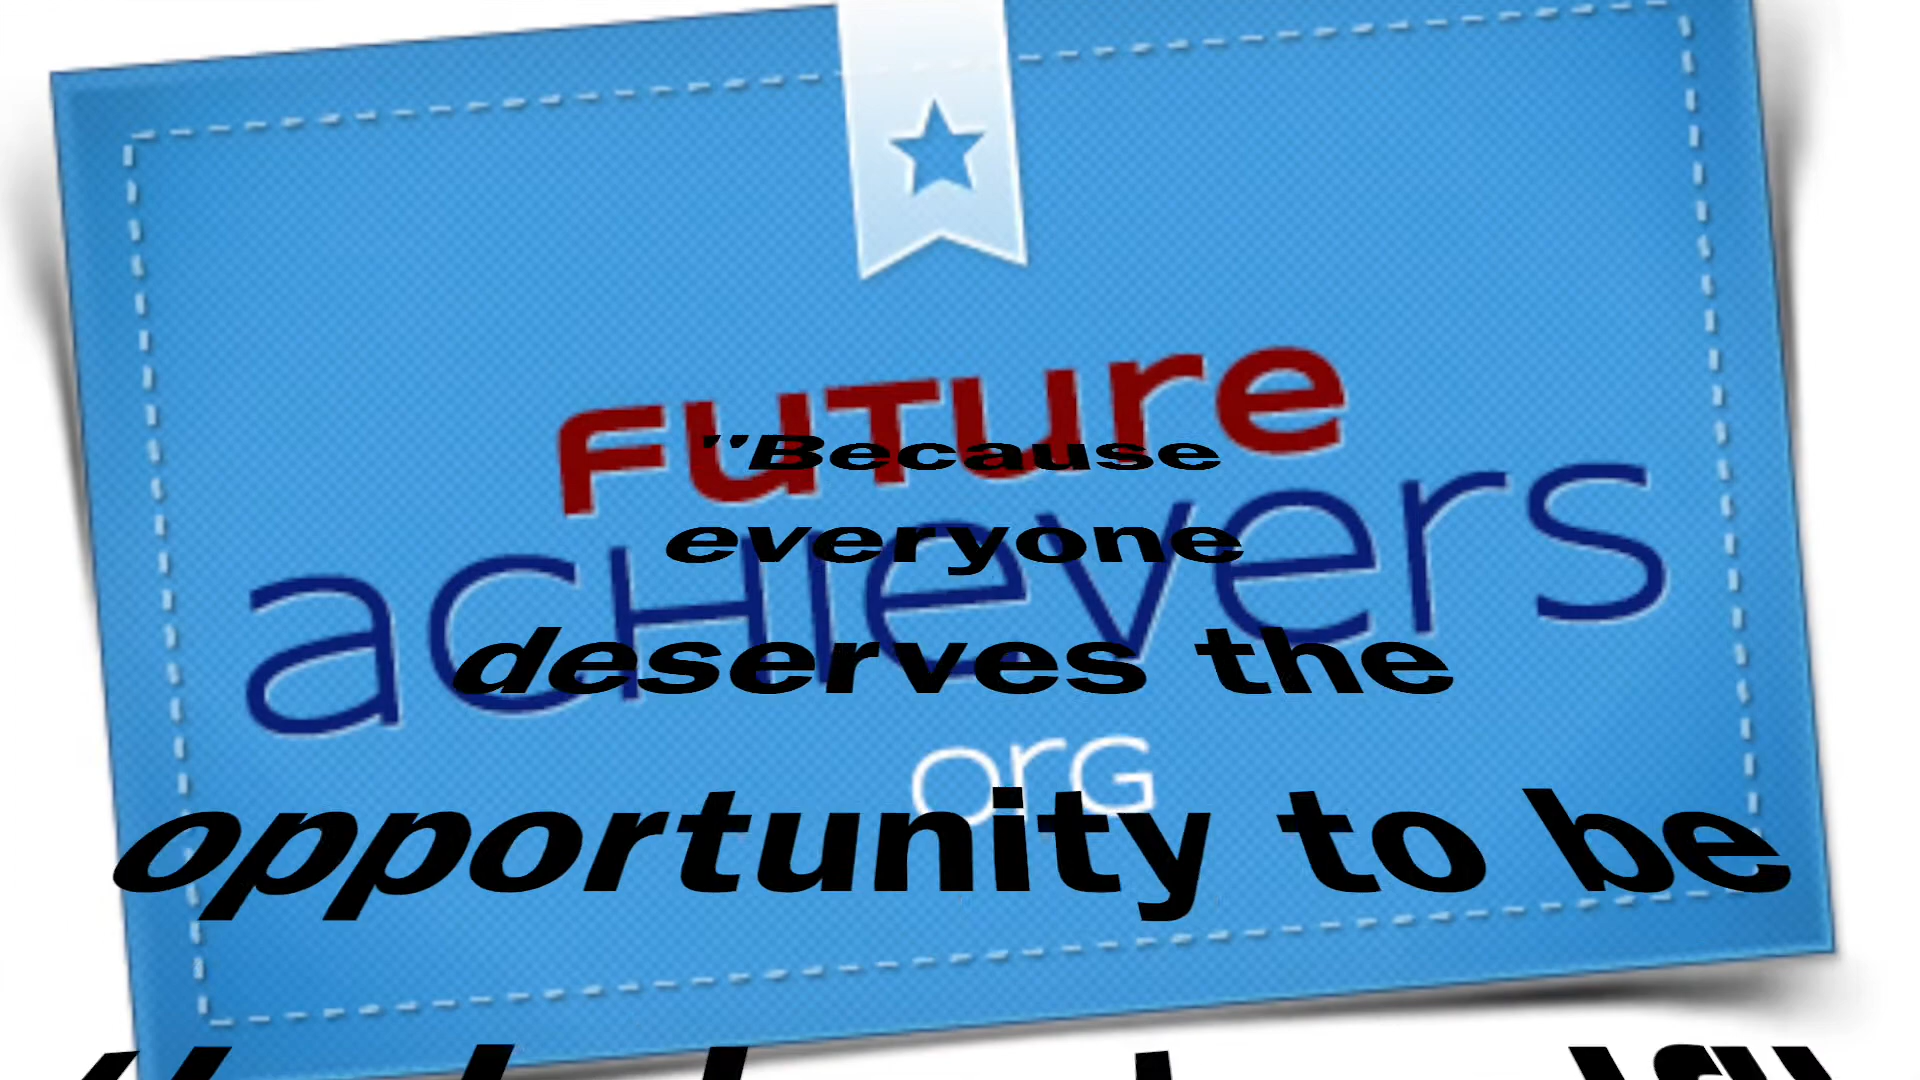 FUTure
acHIevers
orG
"Because
everyone
deserves the
opportunity to be